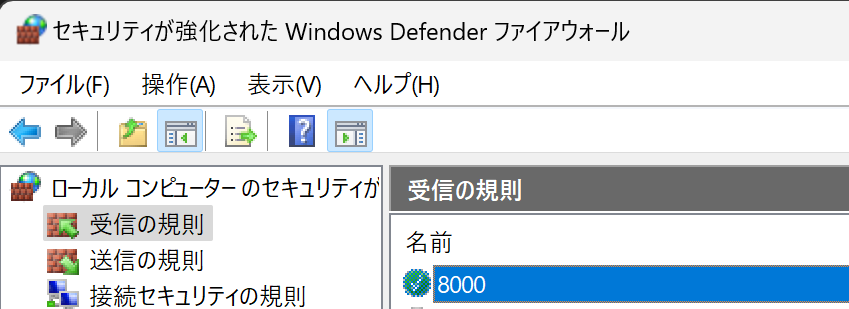 セキュリティが強化された Windows Defender ファイアウォール
ファイル(F) 操作(A) 表示(V) ヘルプ(H)
ローカル コンピューター のセキュリティが
受信の規則
送信の規則
接続セキュリティの規則
受信の規則
名前
8000